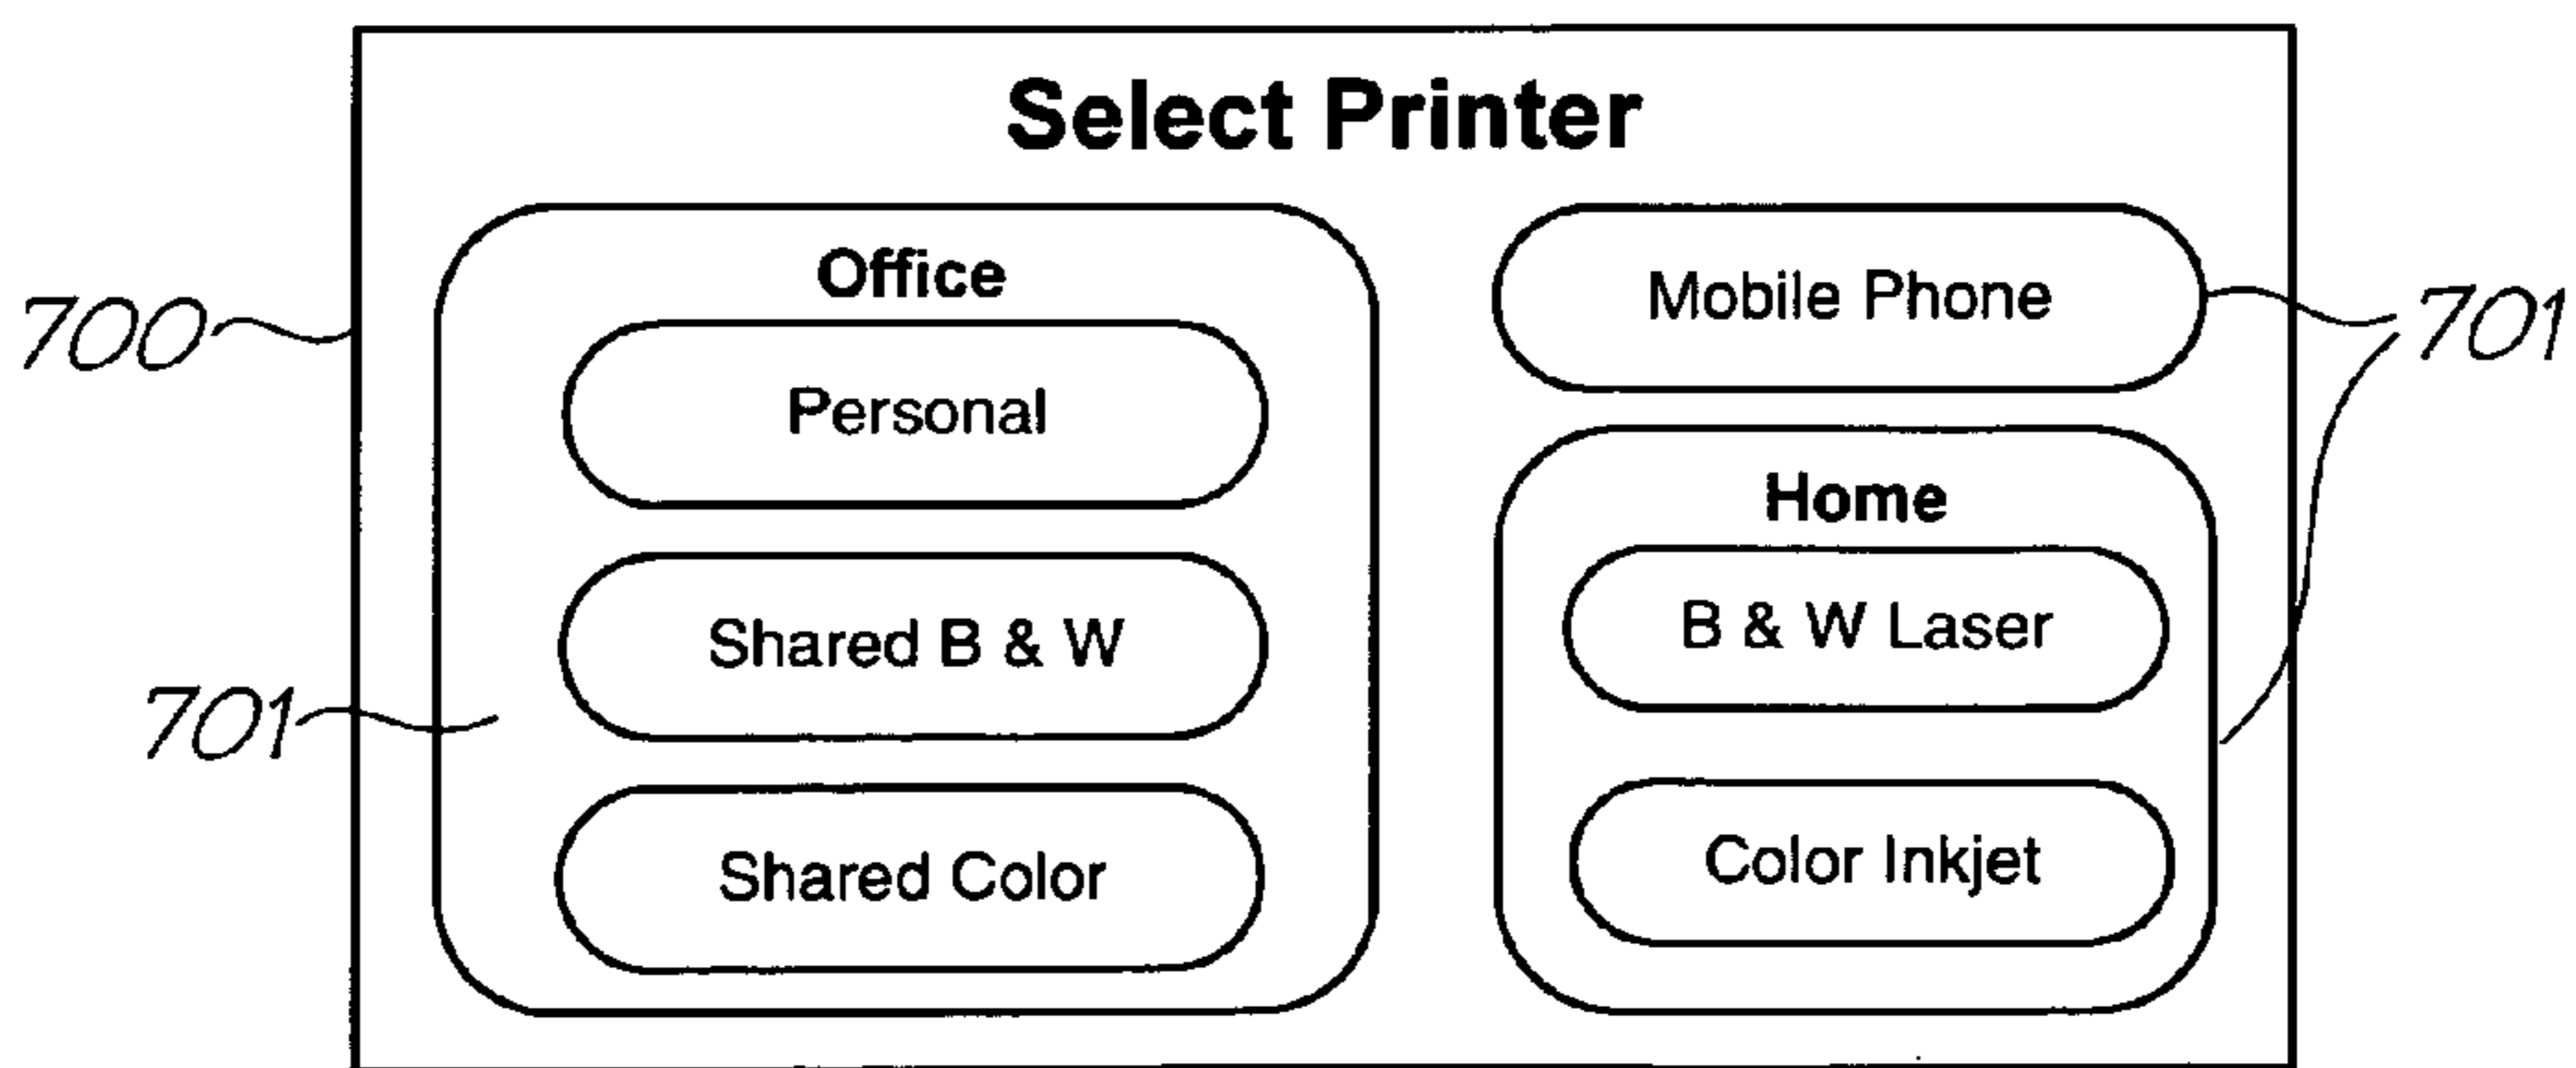 Select Printer
Office
Personal
Shared B & W
Shared Color
Mobile Phone
Home
B & W Laser
Color Inkjet
700
701
701